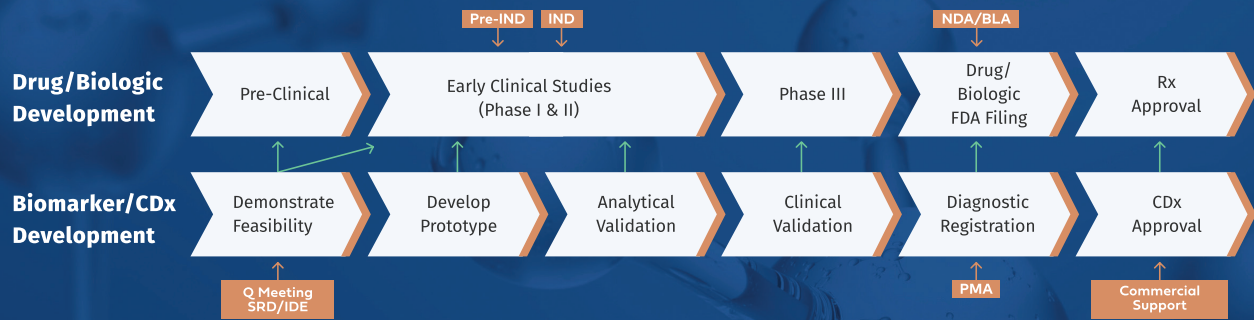 Pre-IND
IND
NDA/BLA
Drug/Biologic
Development
Pre-Clinical
Early Clinical Studies
(Phase I & II)
Phase III
Drug/
Biologic
FDA Filing
Rx
Approval
Biomarker/CDx
Development
Demonstrate
Feasibility
Develop
Prototype
Analytical
Validation
Clinical
Validation
Diagnostic
Registration
CDx
Approval
Q Meeting
SRD/IDE
PMA
Commercial
Support